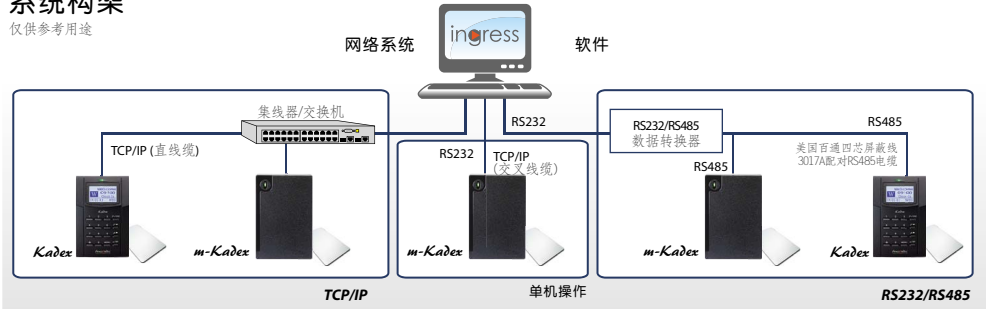 系统构架
仅供参考用途
网络系统
ingress
软件
集线器/交换机
TCP/IP (直线缆)
Kadex
m-Kadex
TCP/IP
RS232
RS232
TCP/IP
(交叉线缆)
m-Kadex
单机操作
RS232/RS485
数据转换器
RS485
RS485
美国百通四芯屏蔽线
3017A配对RS485电缆
m-Kadex
Kadex
RS232/RS485